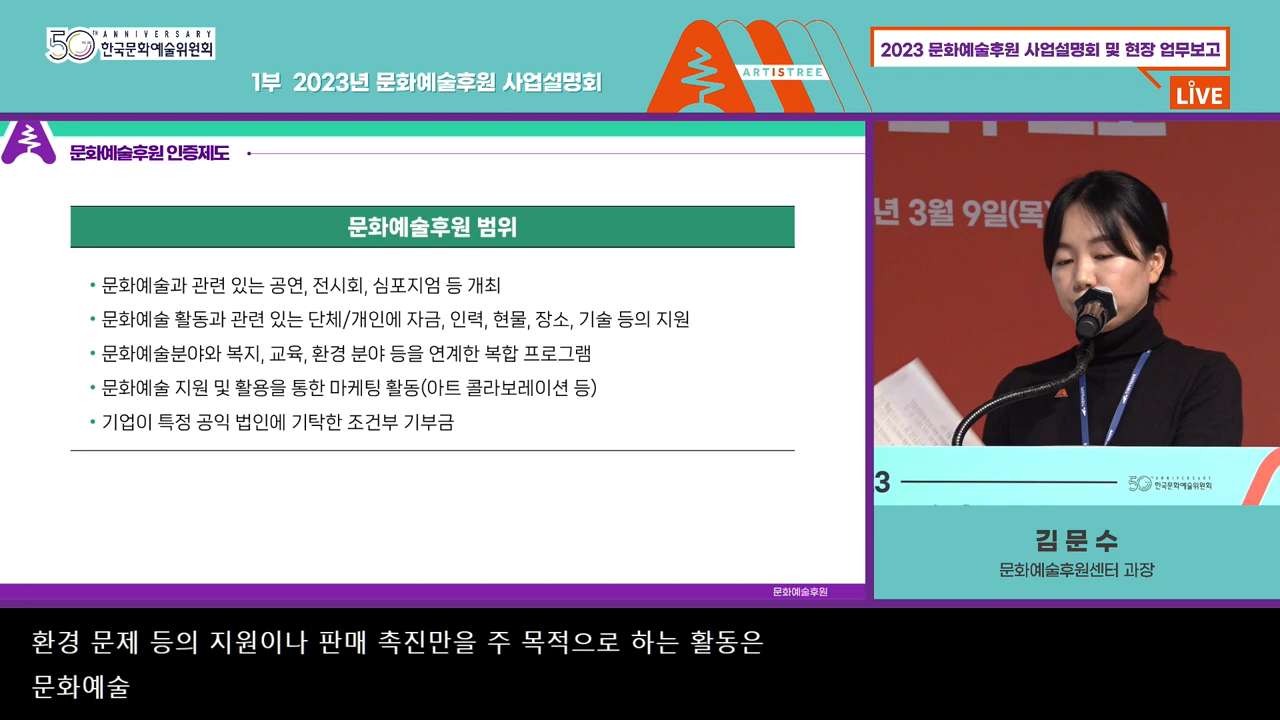 50TH ANNIVERSARY
한국문화예술위원회
1부 2023년 문화예술후원 사업설명회
ARTISTREE
2023 문화예술후원 사업설명회 및 현장 업무보고
LIVE
문화예술후원 인증제도
문화예술후원 범위
• 문화예술과 관련 있는 공연, 전시회, 심포지엄 등 개최
• 문화예술 활동과 관련 있는 단체/개인에 자금, 인력, 현물, 장소, 기술 등의 지원
• 문화예술분야와 복지, 교육, 환경 분야 등을 연계한 복합 프로그램
• 문화예술 지원 및 활용을 통한 마케팅 활동(아트 콜라보레이션 등)
• 기업이 특정 공익 법인에 기탁한 조건부 기부금
문화예술후원
년 3월 9일(목)
3
50TH ANNIVERSARY
한국문화예술위원회
김문수
문화예술후원센터 과장
환경 문제 등의 지원이나 판매 촉진만을 주 목적으로 하는 활동은
문화예술